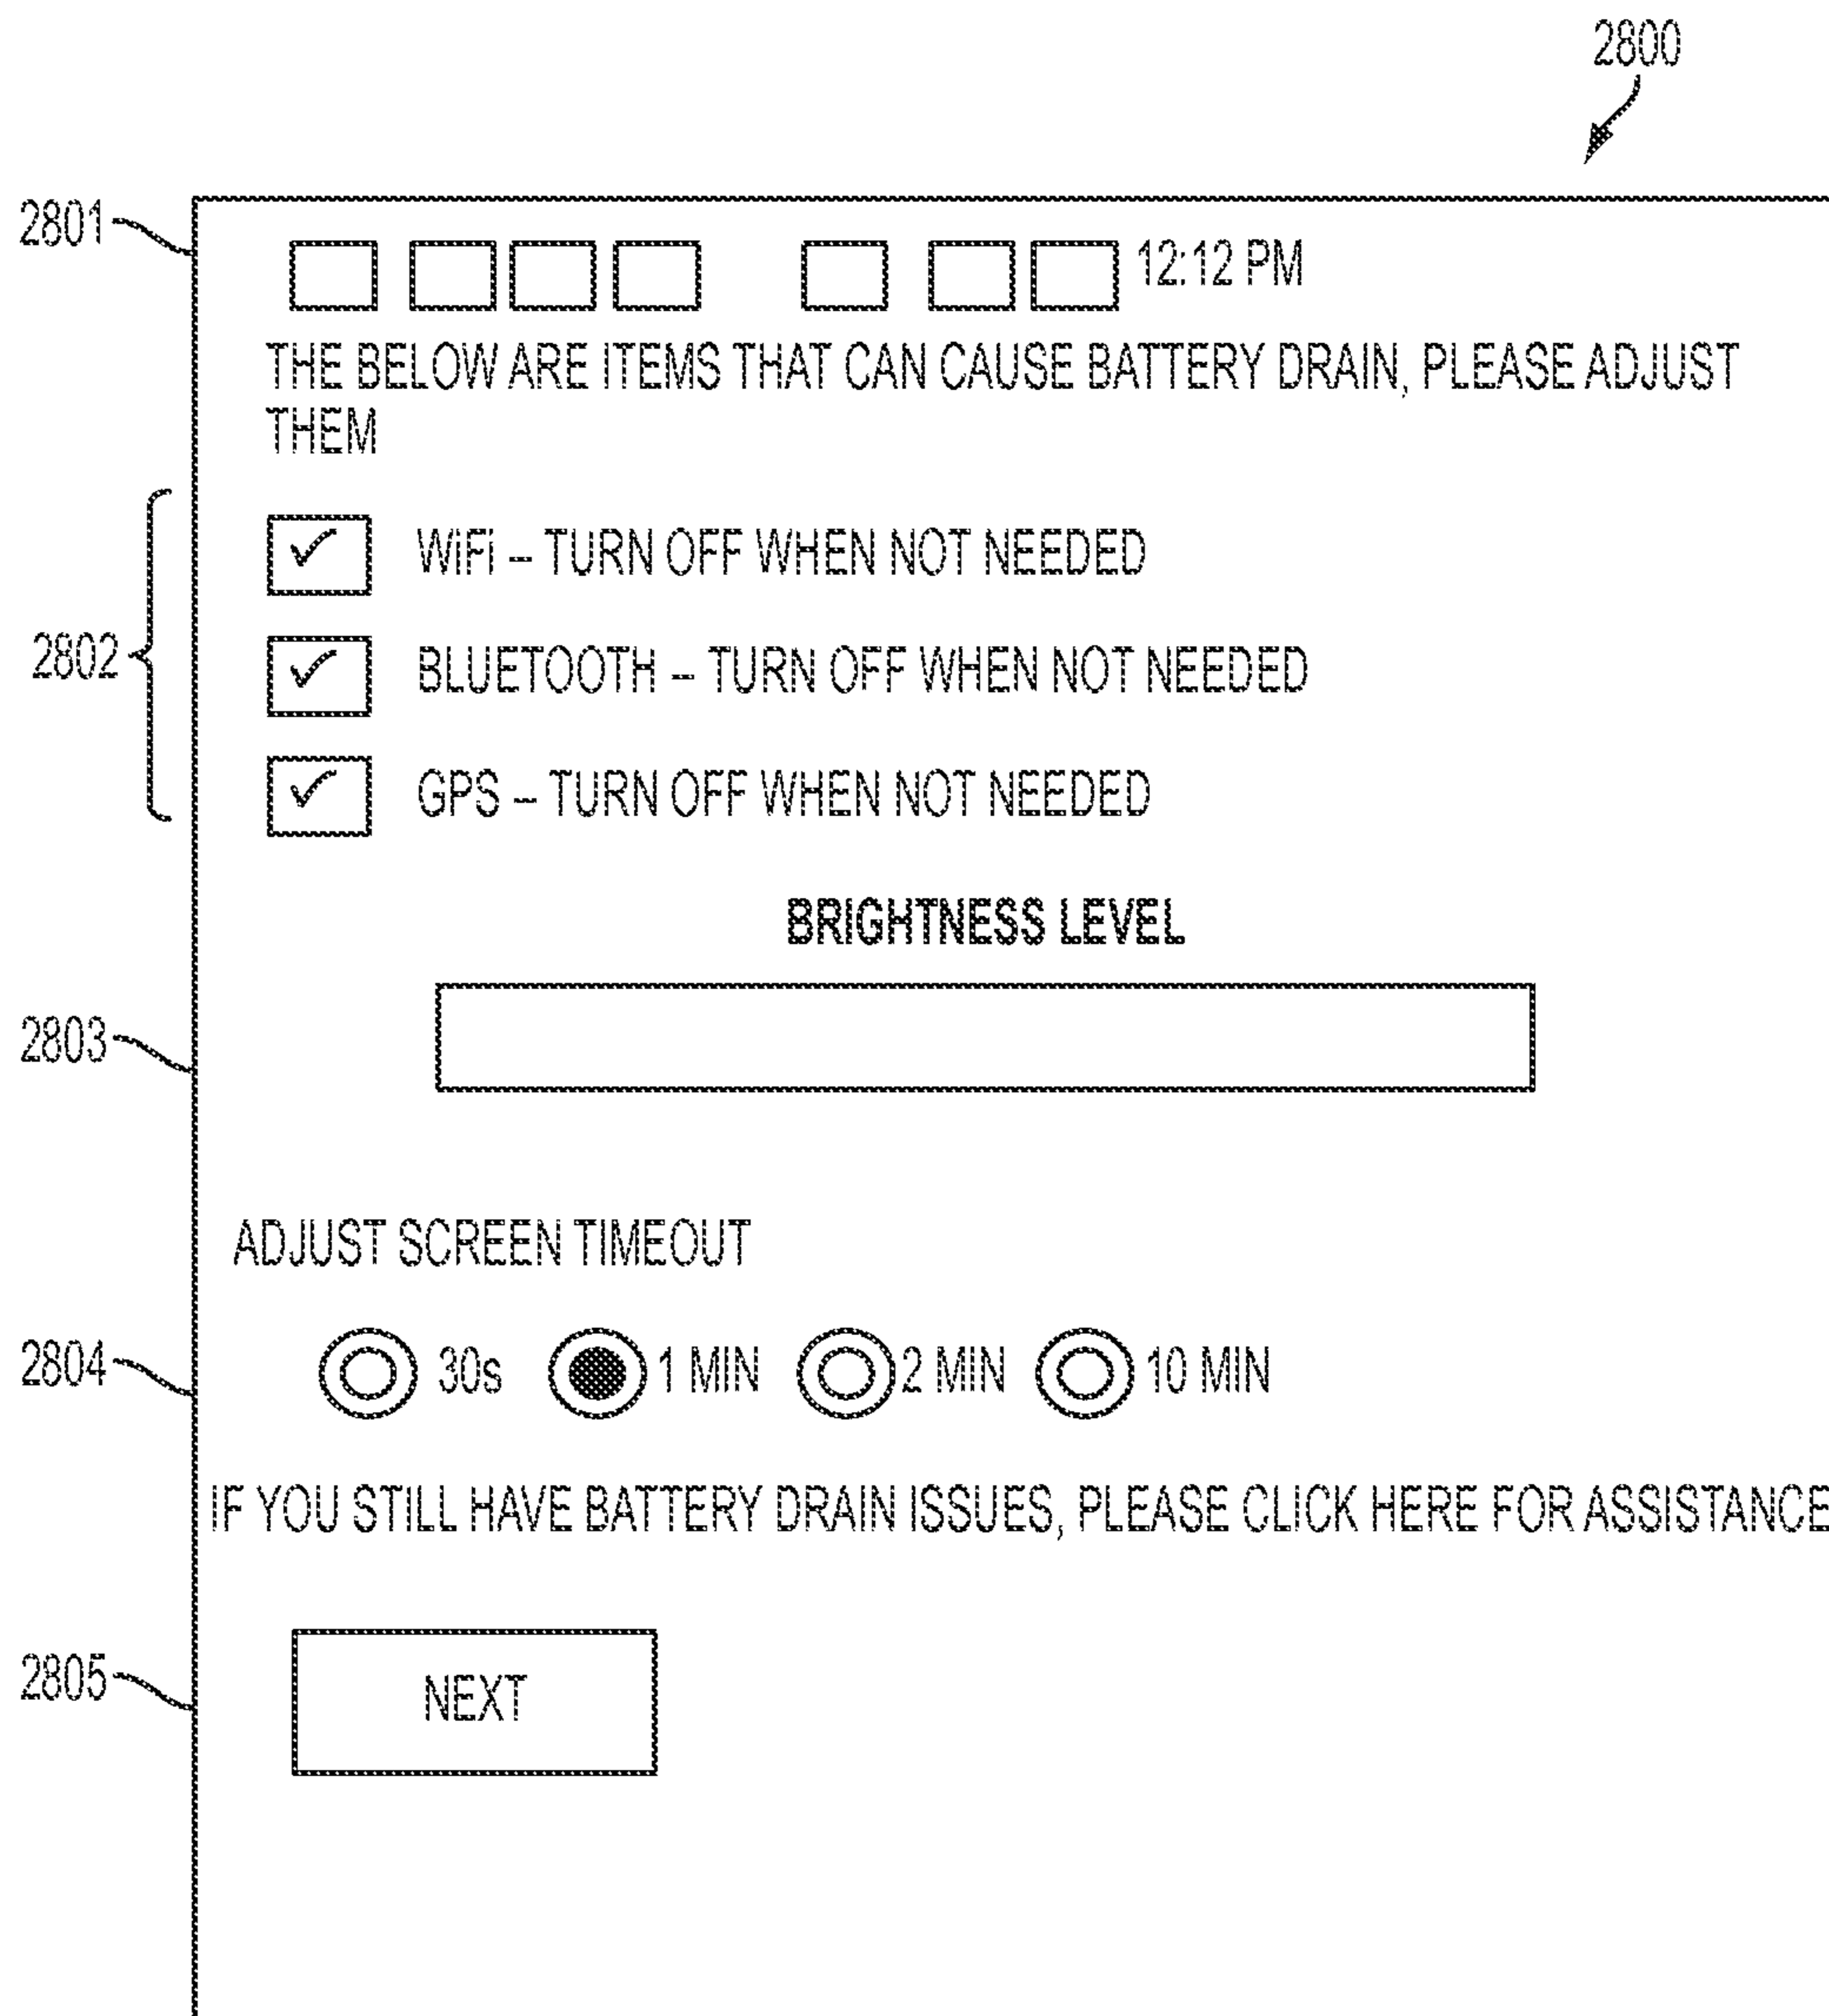 2800
2801
12:12 PM
THE BELOW ARE ITEMS THAT CAN CAUSE BATTERY DRAIN, PLEASE ADJUST
THEM
WiFi – TURN OFF WHEN NOT NEEDED
2802
BLUETOOTH – TURN OFF WHEN NOT NEEDED
GPS – TURN OFF WHEN NOT NEEDED
BRIGHTNESS LEVEL
2803
ADJUST SCREEN TIMEOUT
2804
30s 1 MIN 2 MIN 10 MIN
IF YOU STILL HAVE BATTERY DRAIN ISSUES, PLEASE CLICK HERE FOR ASSISTANCE
2805
NEXT